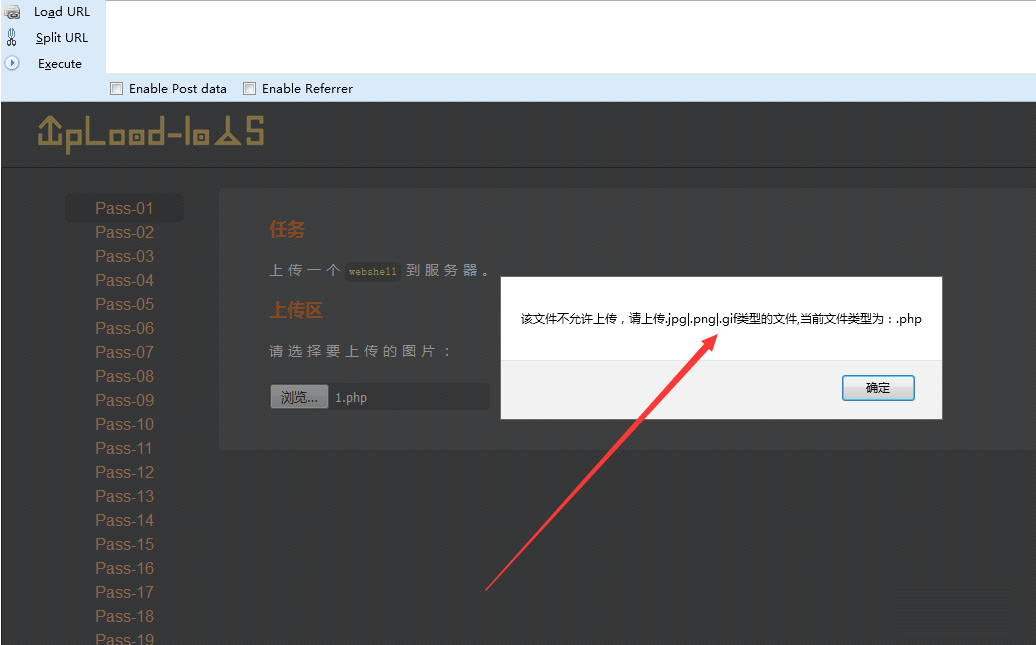 Load URL
Split URL
Execute
Enable Post data Enable Referrer
UpLoad-labs
Pass-01
Pass-02
Pass-03
Pass-04
Pass-05
Pass-06
Pass-07
Pass-08
Pass-09
Pass-10
Pass-11
Pass-12
Pass-13
Pass-14
Pass-15
Pass-16
Pass-17
Pass-18
Pass-19
任务
上传一个 webshell 到服务器。
上传区
请选择要上传的图片：
浏览... 1.php
该文件不允许上传，请上传.jpg|.png|.gif类型的文件,当前文件类型为：.php
确定